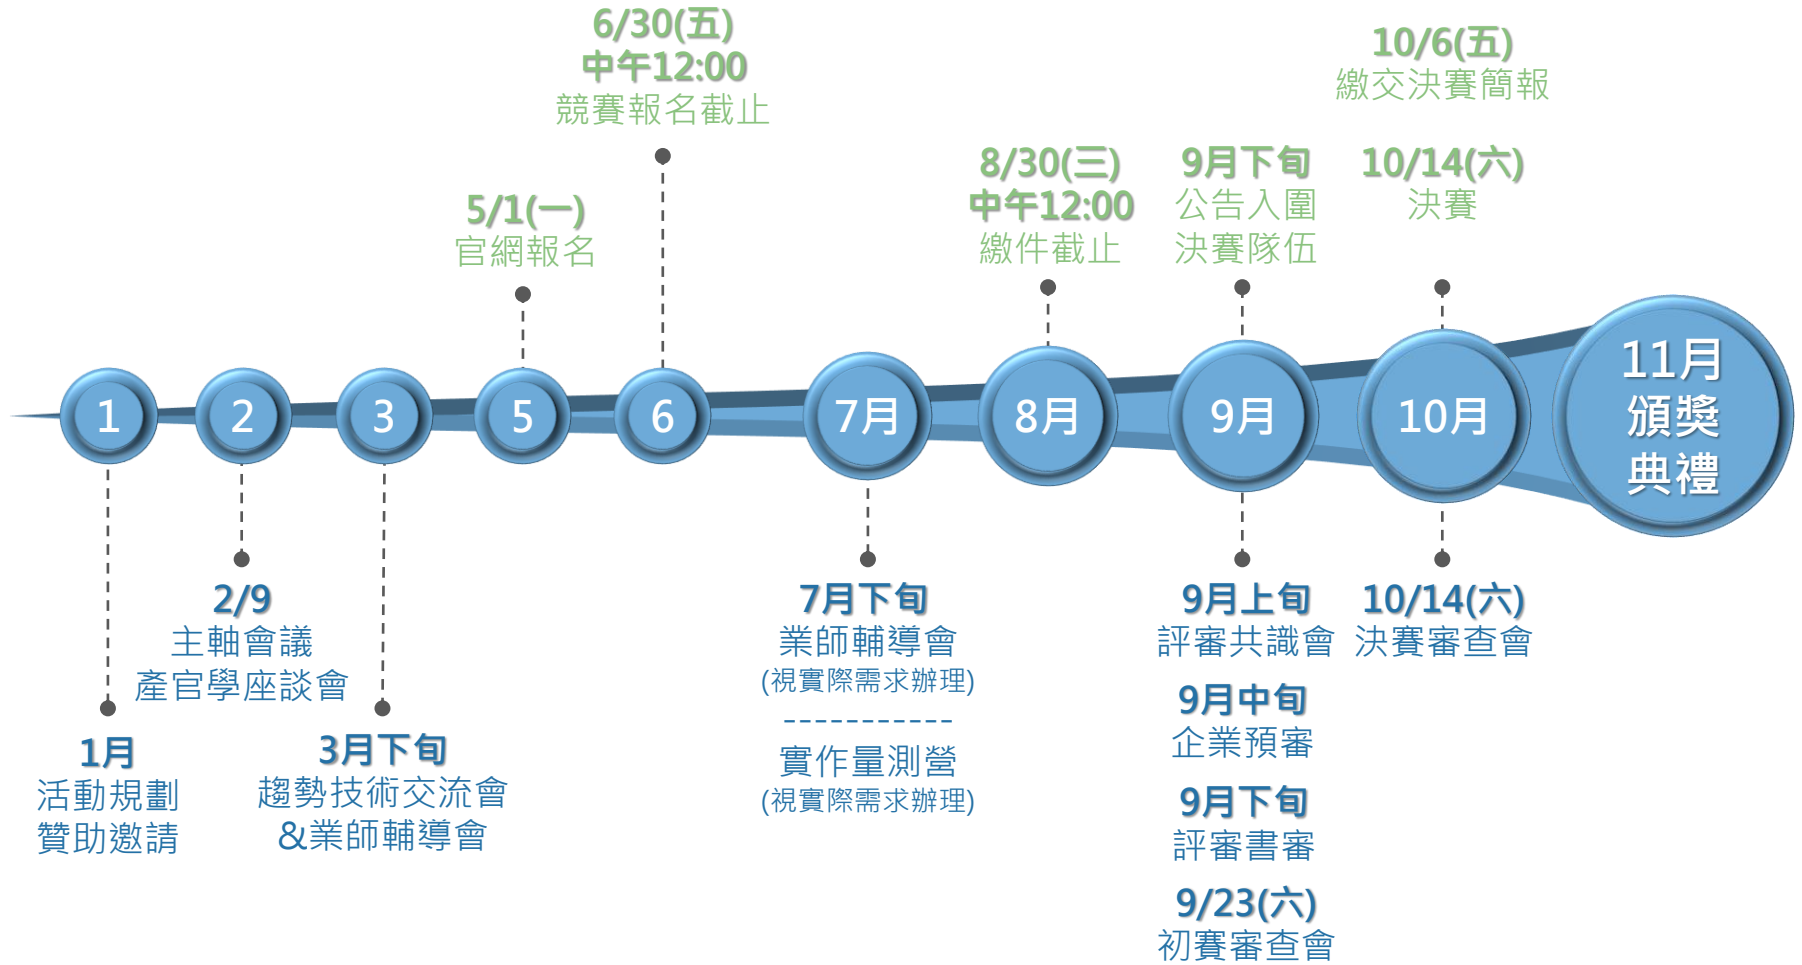 6/30(五)
中午12:00
競賽報名截止
10/6(五)
繳交決賽簡報
5/1(一)
官網報名
8/30(三)
中午12:00
繳件截止
9月下旬
公告入圍
決賽隊伍
10/14(六)
決賽
1
2
3
5
6
7月
8月
9月
10月
11月
頒獎
典禮
1月
活動規劃
贊助邀請
2/9
主軸會議
產官學座談會
3月下旬
趨勢技術交流會
&業師輔導會
7月下旬
業師輔導會
(視實際需求辦理)
-----------
實作量測營
(視實際需求辦理)
9月上旬
評審共識會
9月中旬
企業預審
9月下旬
評審書審
9/23(六)
初賽審查會
10/14(六)
決賽審查會